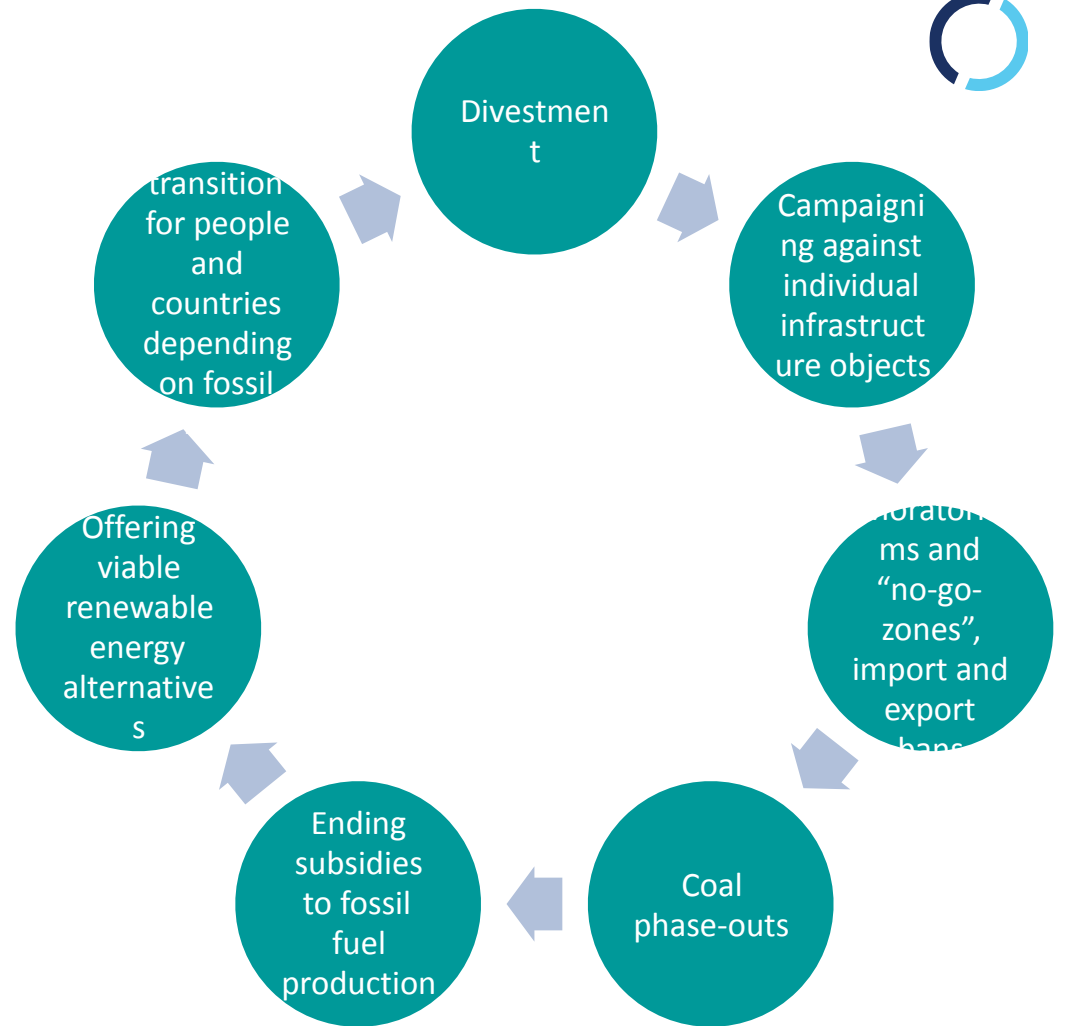 Divestmen
t
Campaigni
ng against
individual
infrastruct
ure objects
ms and
“no-go-
zones”,
import and
export
bans
Coal
phase-outs
Ending
subsidies
to fossil
fuel
production
Offering
viable
renewable
energy
alternative
s
transition
for people
and
countries
depending
on fossil